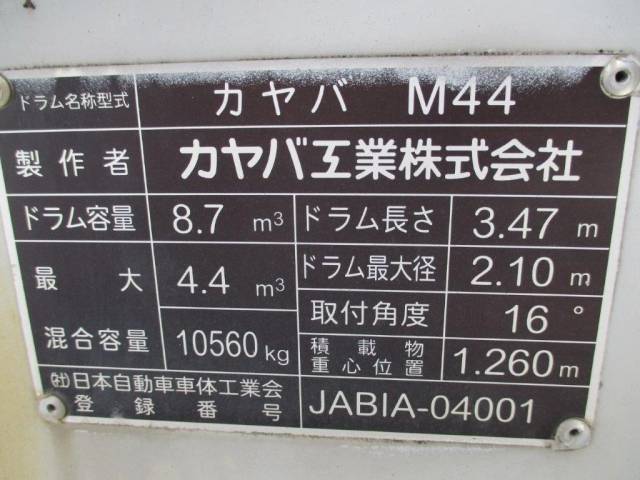 ドラム名称型式 カヤバ M44
製作者 カヤバ工業株式会社
ドラム容量 8.7 m³ ドラム長さ 3.47 m
最大 4.4 m³ ドラム最大径 2.10 m
混合容量 10560 kg 取付角度 16 °
積載物
重心位置 1.260 m
㈳日本自動車車体工業会
登録番号 JABIA-04001